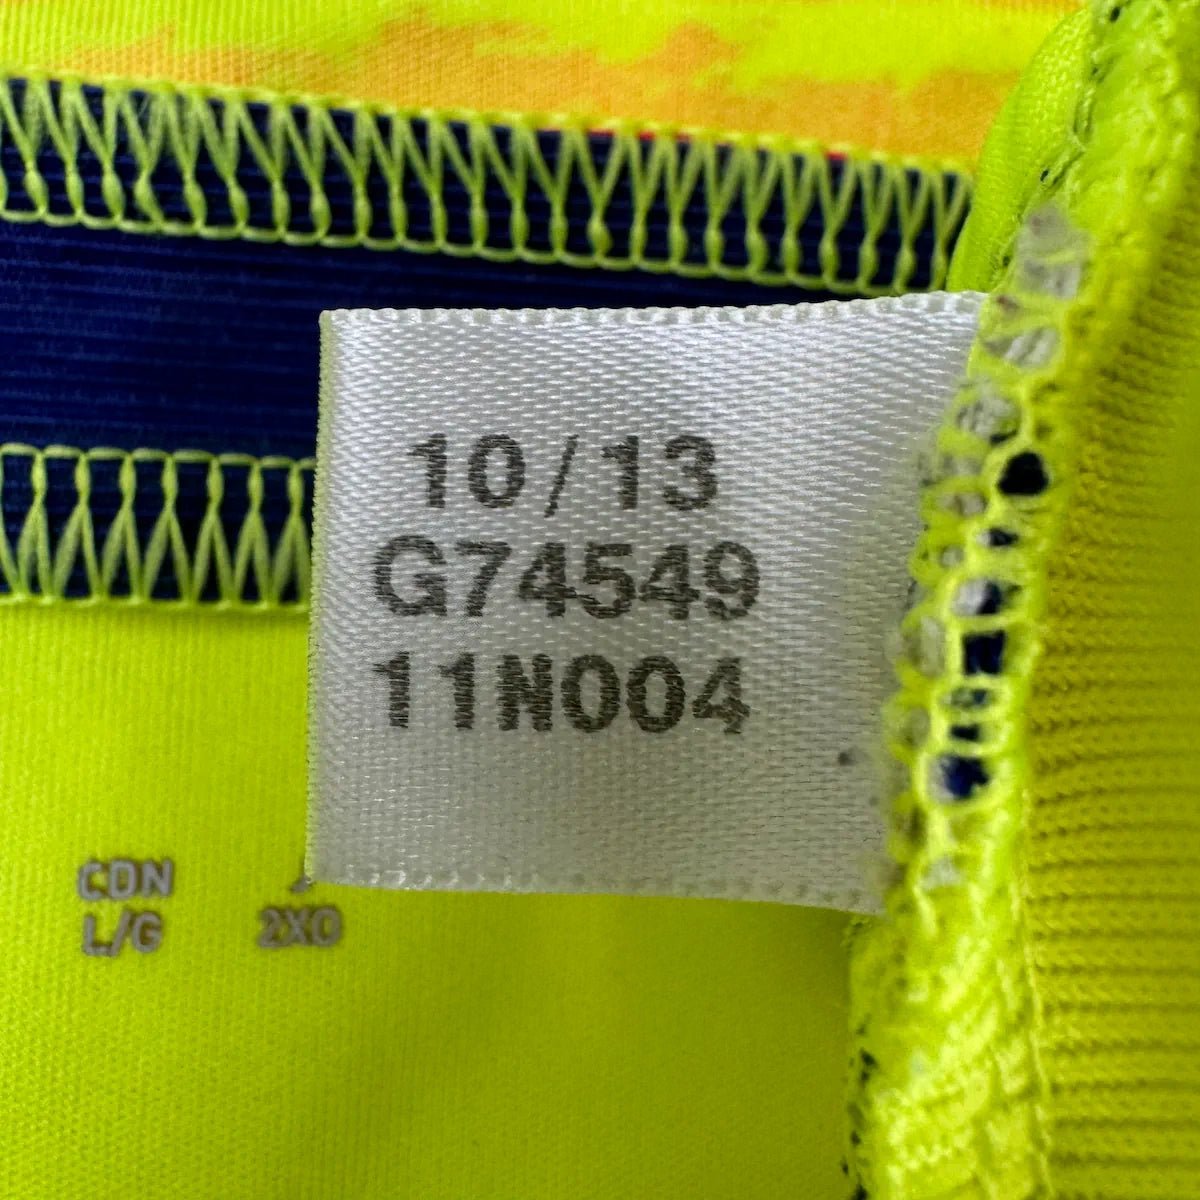 10/13
G74549
11N004
CDN
L/G
2XO